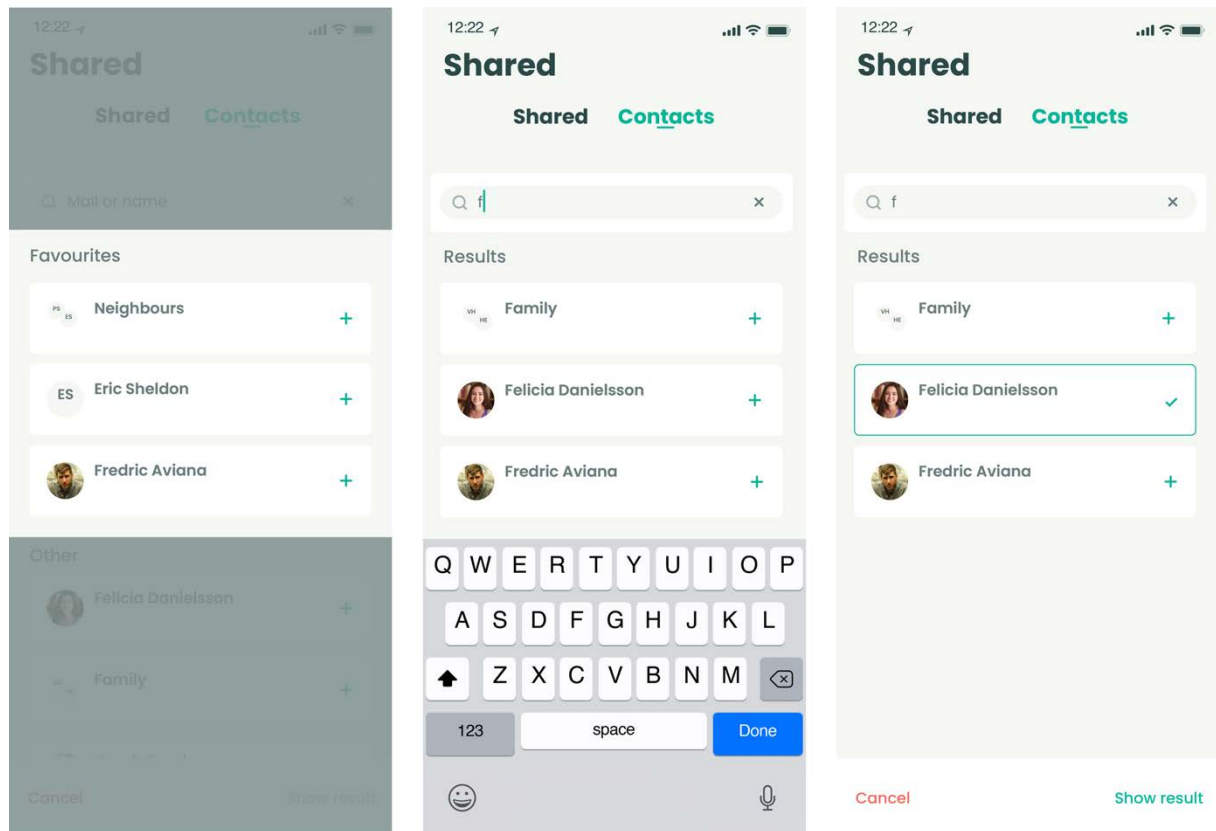 12:22
Shared
Shared Contacts
Mail or name
Favourites
PS ES Neighbours
ES Eric Sheldon
Fredric Aviana
Other
Felicia Danielsson
Family
Cancel Show result
12:22
Shared
Shared Contacts
f
Results
VH HE Family
Felicia Danielsson
Fredric Aviana
Q W E R T Y U I O P
A S D F G H J K L
Z X C V B N M
123 space Done
12:22
Shared
Shared Contacts
f
Results
VH HE Family
Felicia Danielsson
Fredric Aviana
Cancel Show result